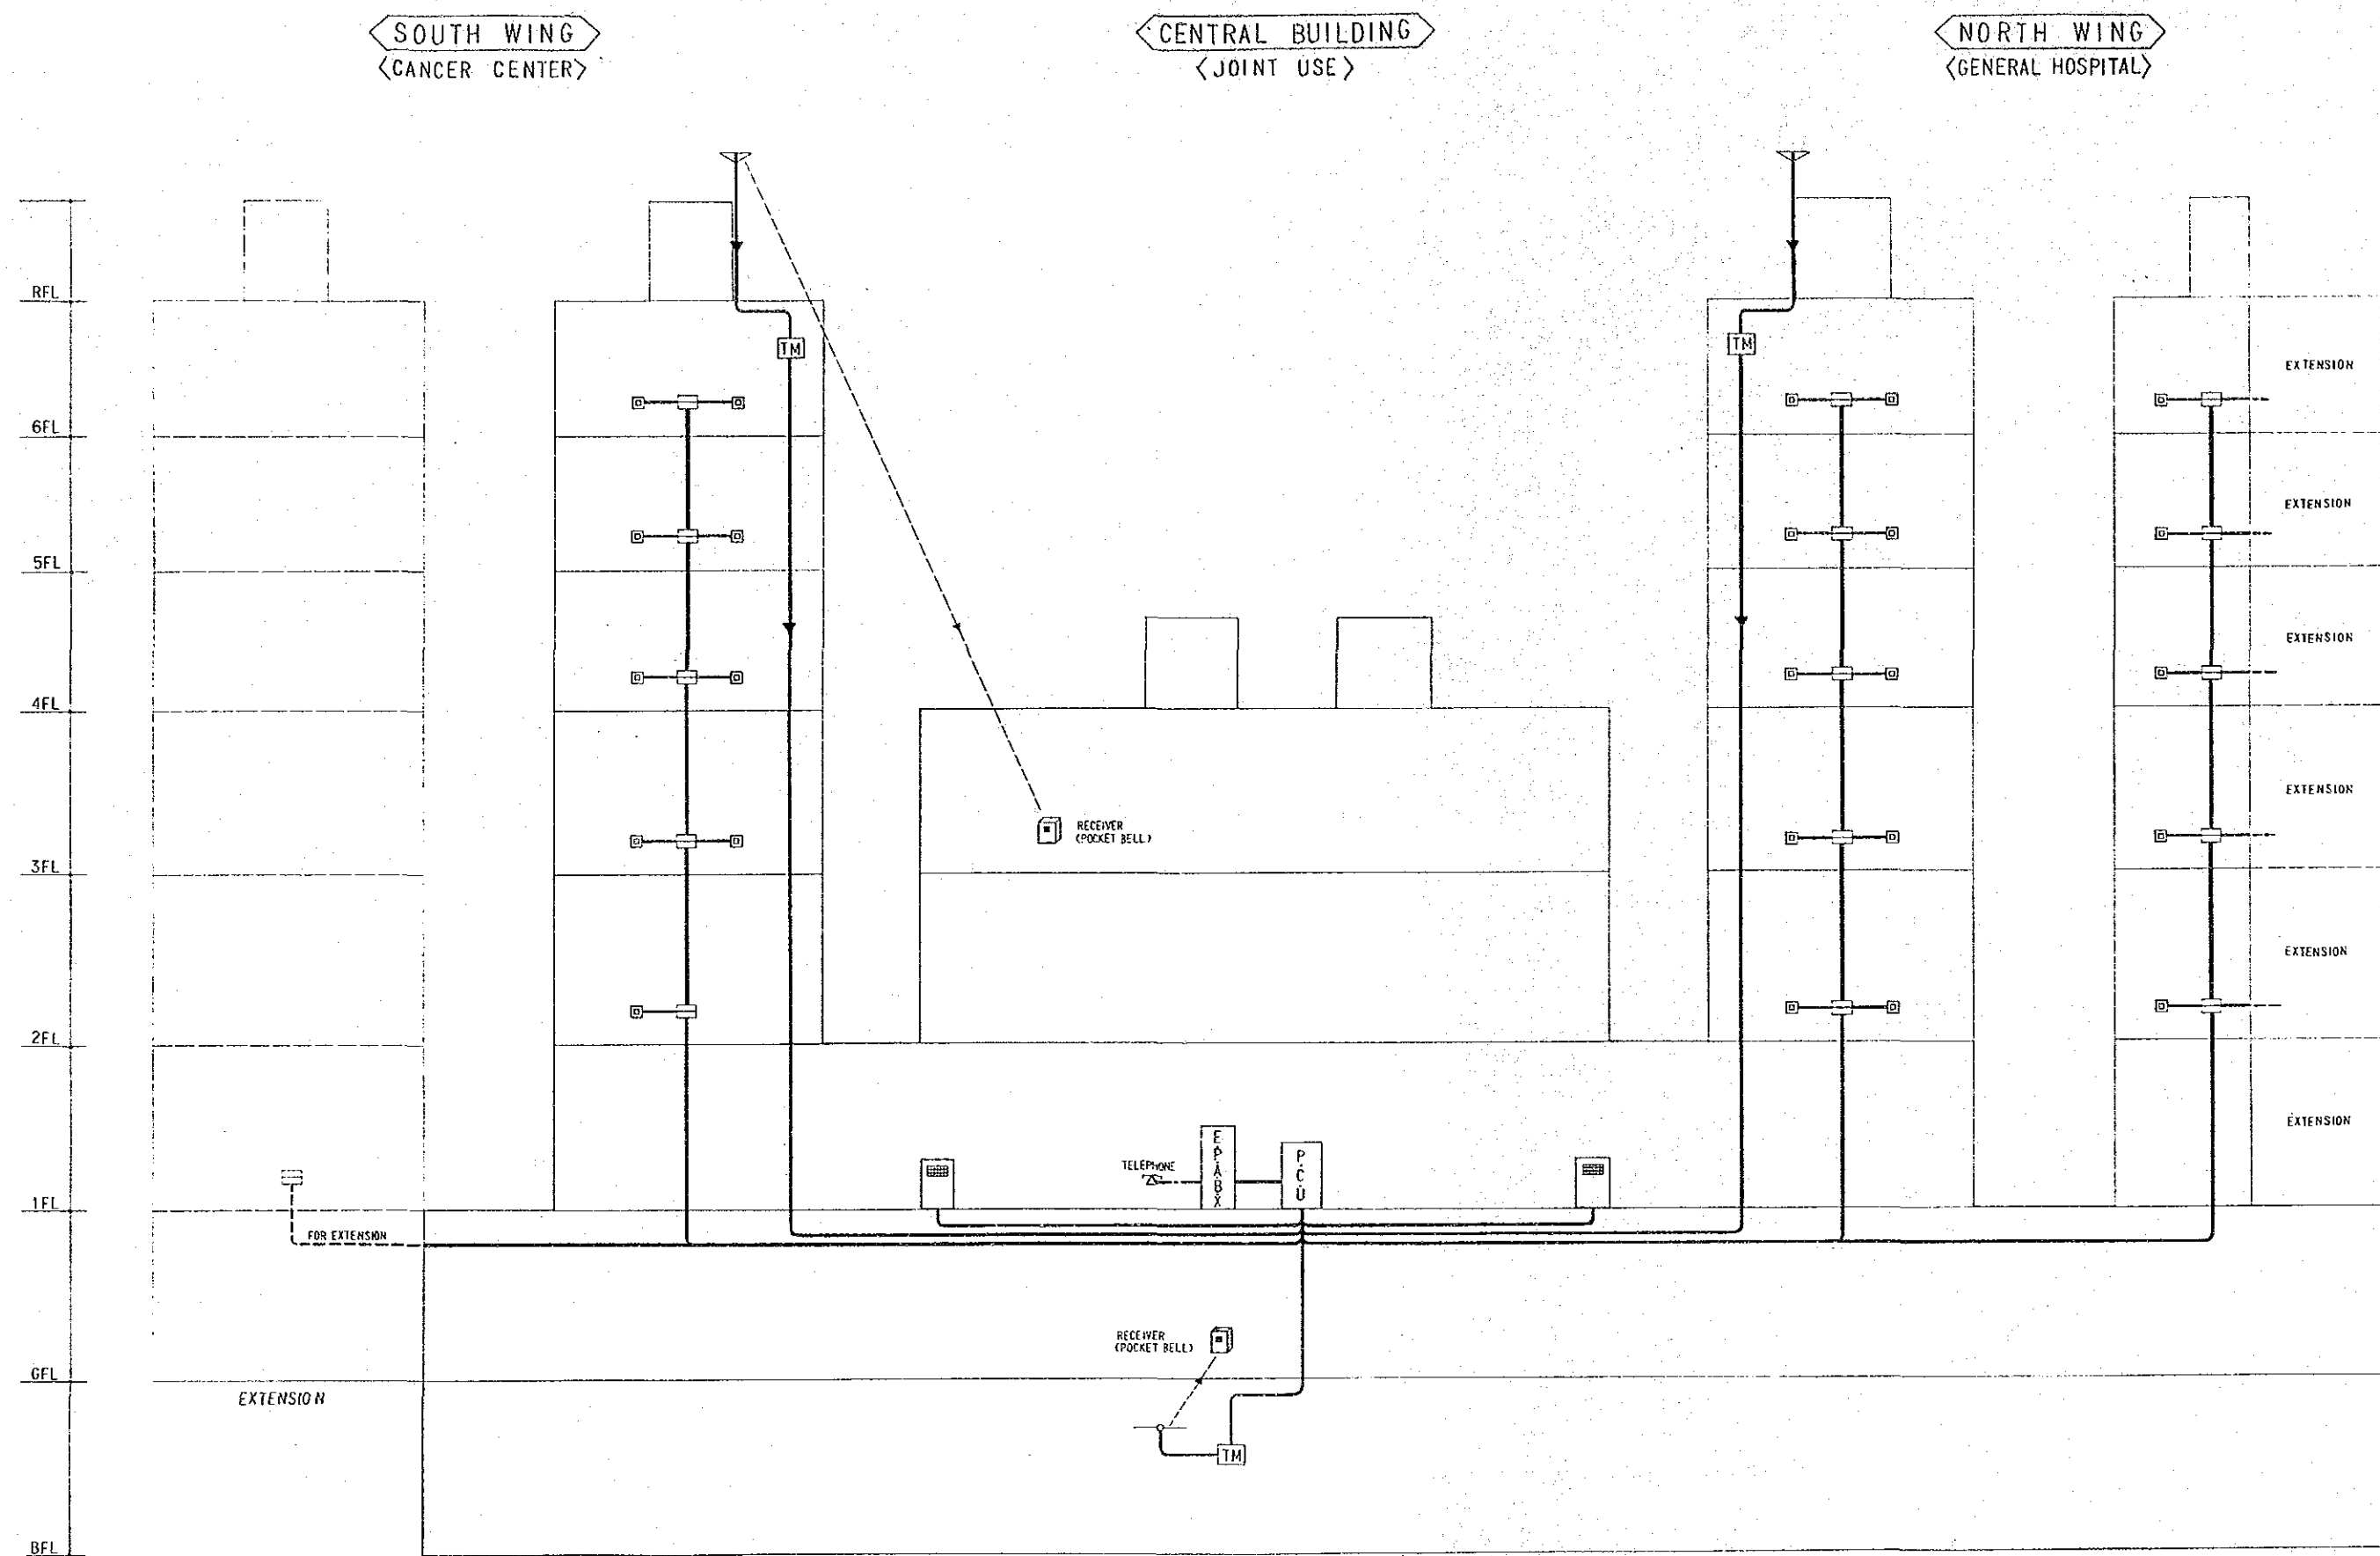 SOUTH WING
<CANCER CENTER>
CENTRAL BUILDING
<JOINT USE>
NORTH WING
<GENERAL HOSPITAL>
RFL
TM
TM
EXTENSION
6FL
EXTENSION
5FL
EXTENSION
4FL
EXTENSION
RECEIVER
(POCKET BELL)
3FL
EXTENSION
2FL
EXTENSION
TELEPHONE
E.P.A.B.X
P.C.U
1FL
FOR EXTENSION
RECEIVER
(POCKET BELL)
GFL
EXTENSION
TM
BFL